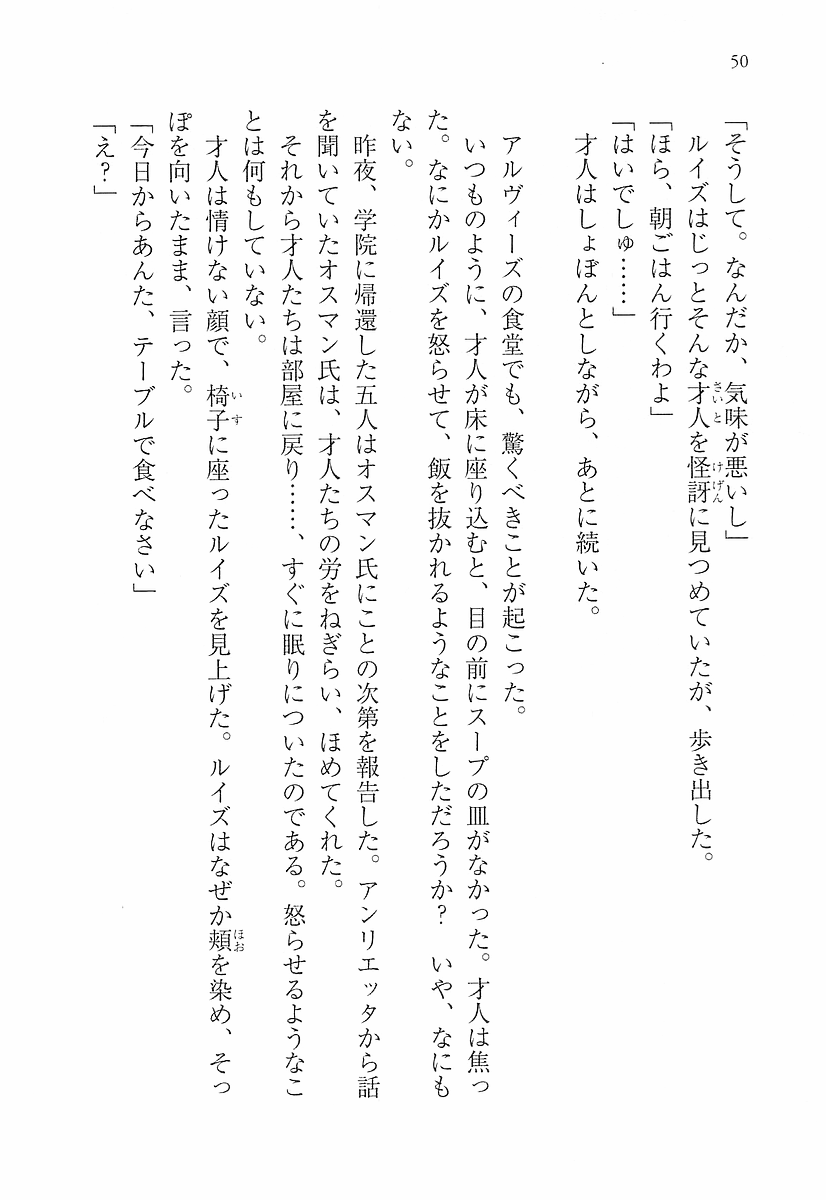 50
「そうして。なんだか、気味が悪いし」
　ルイズはじっとそんな才人を怪訝に見つめていたが、歩き出した。
「ほら、朝ごはん行くわよ」
「はいでしゅ……」
　才人はしょぼんとしながら、あとに続いた。

　アルヴィーズの食堂でも、驚くべきことが起こった。
　いつものように、才人が床に座り込むと、目の前にスープの皿がなかった。才人は焦っ
た。なにかルイズを怒らせて、飯を抜かれるようなことをしただろうか？　いや、なにも
ない。
　昨夜、学院に帰還した五人はオスマン氏にことの次第を報告した。アンリエッタから話
を聞いていたオスマン氏は、才人たちの労をねぎらい、ほめてくれた。
　それから才人たちは部屋に戻り……、すぐに眠りについたのである。怒らせるようなこ
とは何もしていない。
　才人は情けない顔で、椅子に座ったルイズを見上げた。ルイズはなぜか頬を染め、そっ
ぽを向いたまま、言った。
「今日からあんた、テーブルで食べなさい」
「え？」